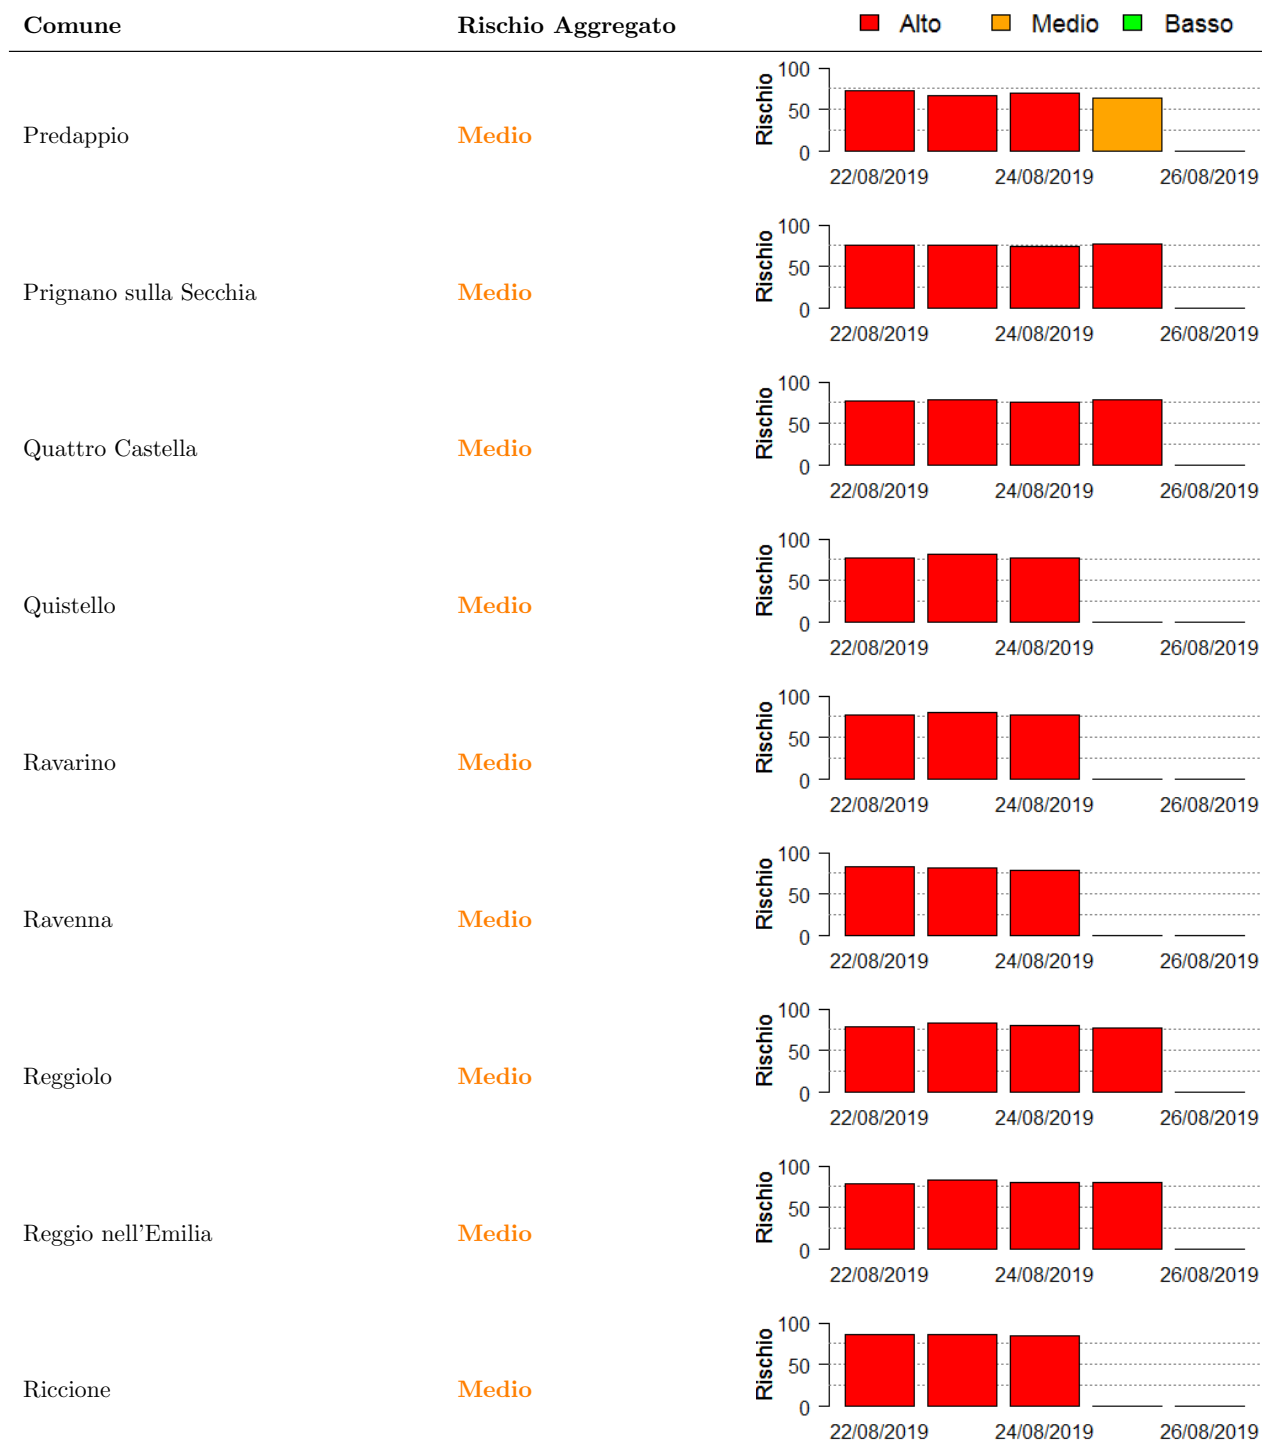 Comune Rischio Aggregato Alto Medio Basso
Predappio Medio
Rischio
100
50
0
22/08/2019 24/08/2019 26/08/2019
Prignano sulla Secchia Medio
Rischio
100
50
0
22/08/2019 24/08/2019 26/08/2019
Quattro Castella Medio
Rischio
100
50
0
22/08/2019 24/08/2019 26/08/2019
Quistello Medio
Rischio
100
50
0
22/08/2019 24/08/2019 26/08/2019
Ravarino Medio
Rischio
100
50
0
22/08/2019 24/08/2019 26/08/2019
Ravenna Medio
Rischio
100
50
0
22/08/2019 24/08/2019 26/08/2019
Reggiolo Medio
Rischio
100
50
0
22/08/2019 24/08/2019 26/08/2019
Reggio nell'Emilia Medio
Rischio
100
50
0
22/08/2019 24/08/2019 26/08/2019
Riccione Medio
Rischio
100
50
0
22/08/2019 24/08/2019 26/08/2019